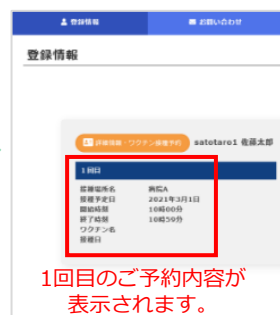 登録情報
お問い合わせ
登録情報
詳細情報・ワクチン接種予約
satotaro1 佐藤太郎
1回目
接種場所名 病院A
接種予定日 2021年3月1日
開始時刻 10時00分
終了時刻 10時59分
ワクチン名
接種日
1回目のご予約内容が
表示されます。